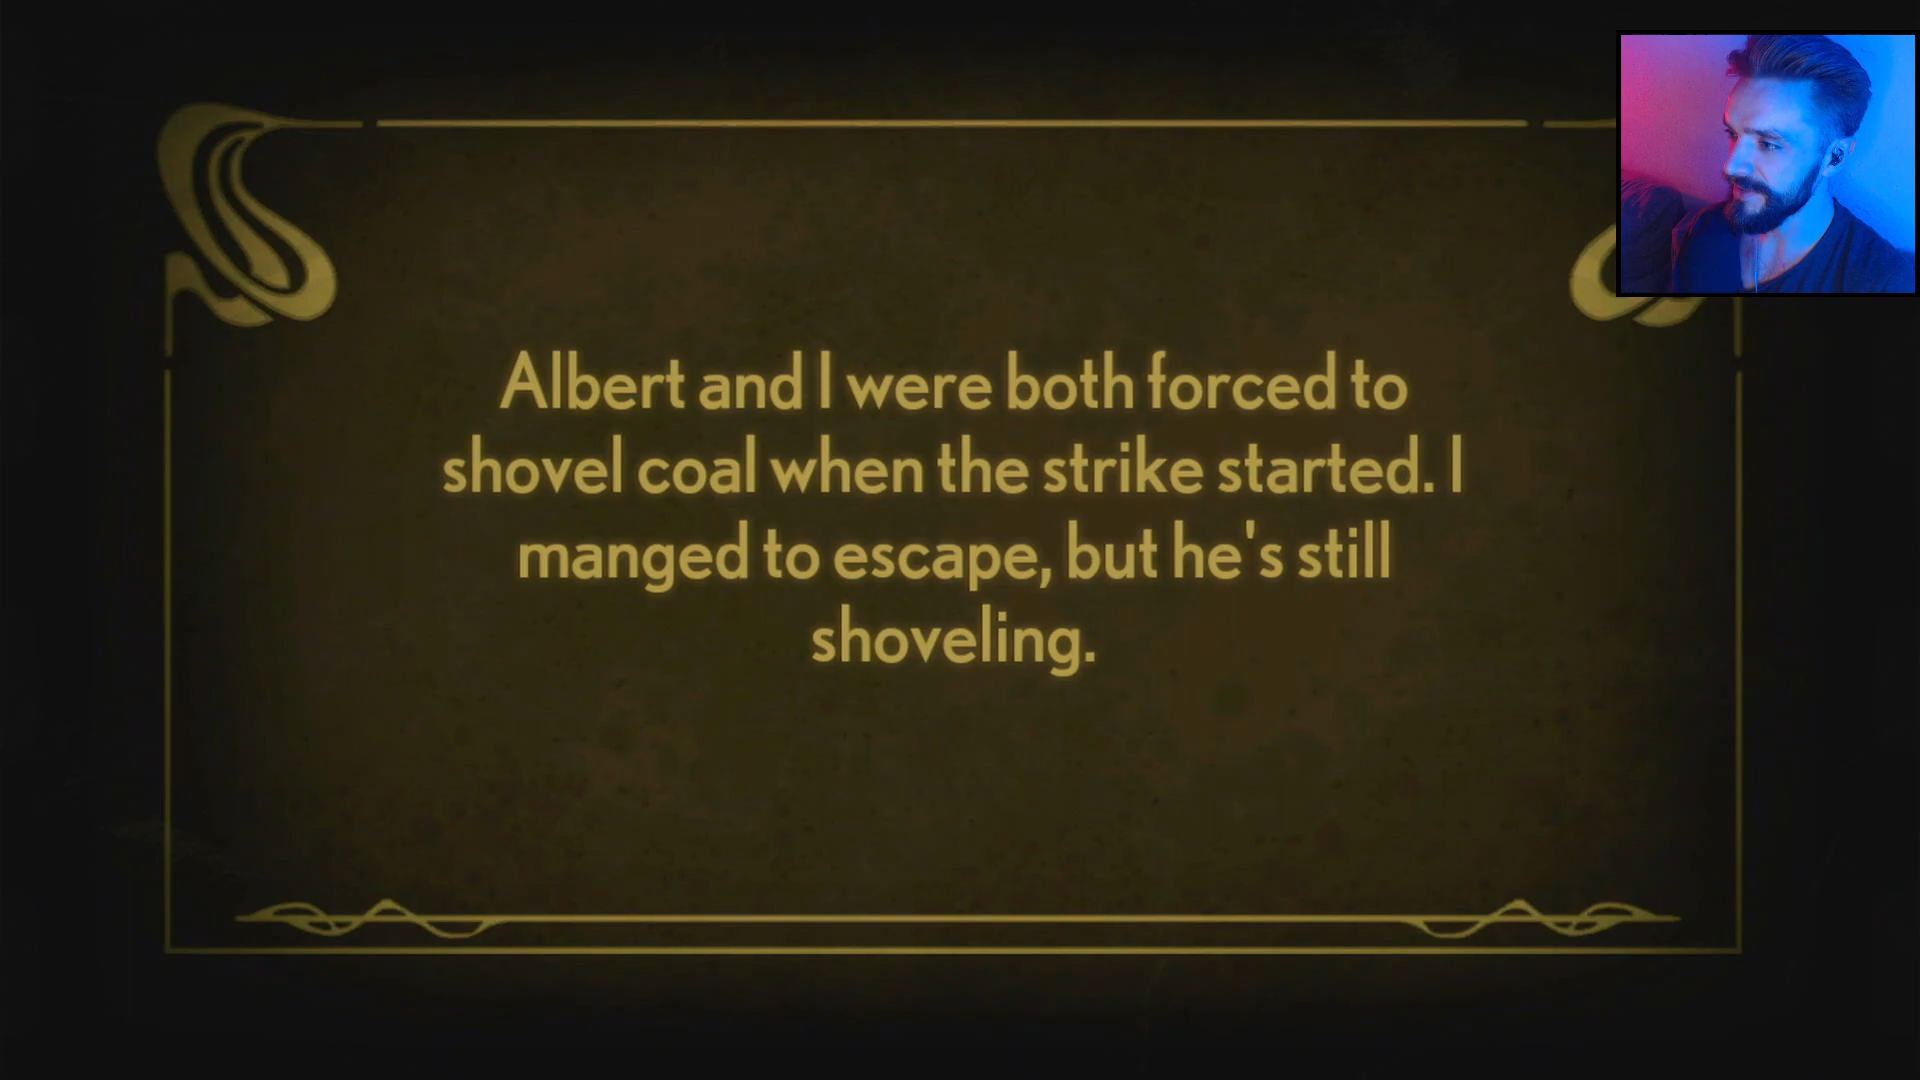 Albert and I were both forced to
shovel coal when the strike started. I
manged to escape, but he's still
shoveling.